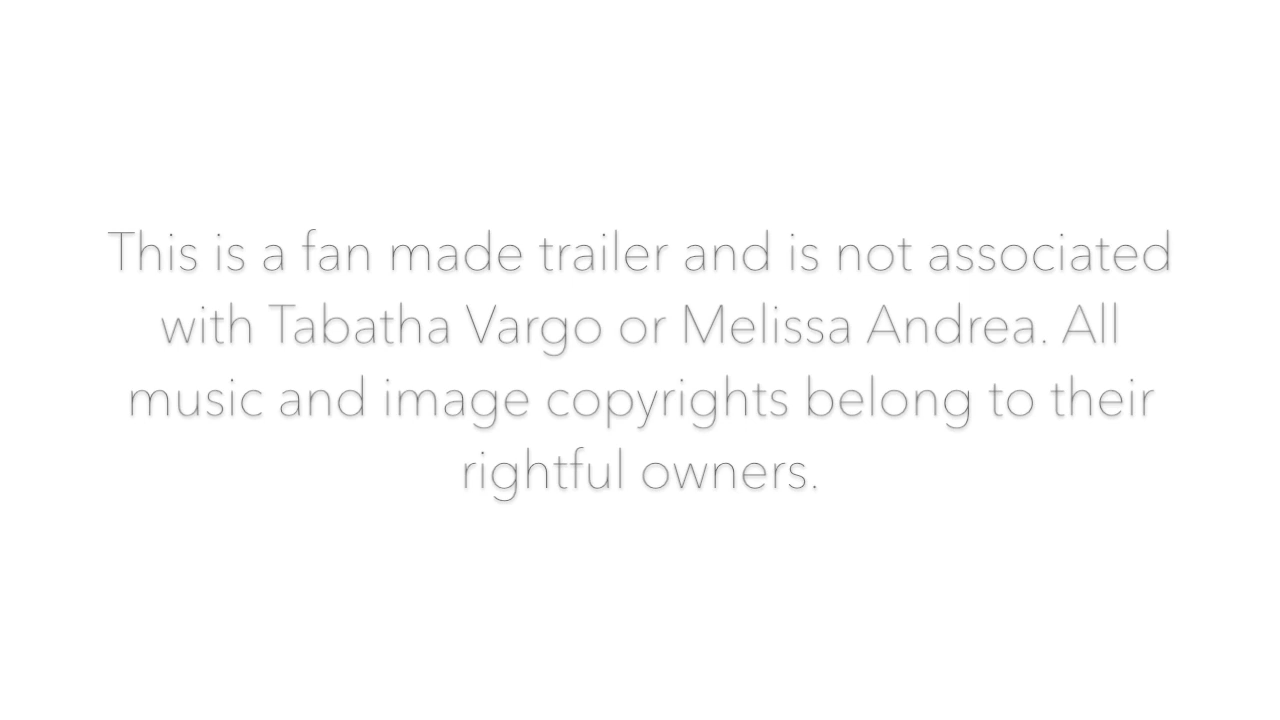 This is a fan made trailer and is not associated
with Tabatha Vargo or Melissa Andrea. All
music and image copyrights belong to their
rightful owners.